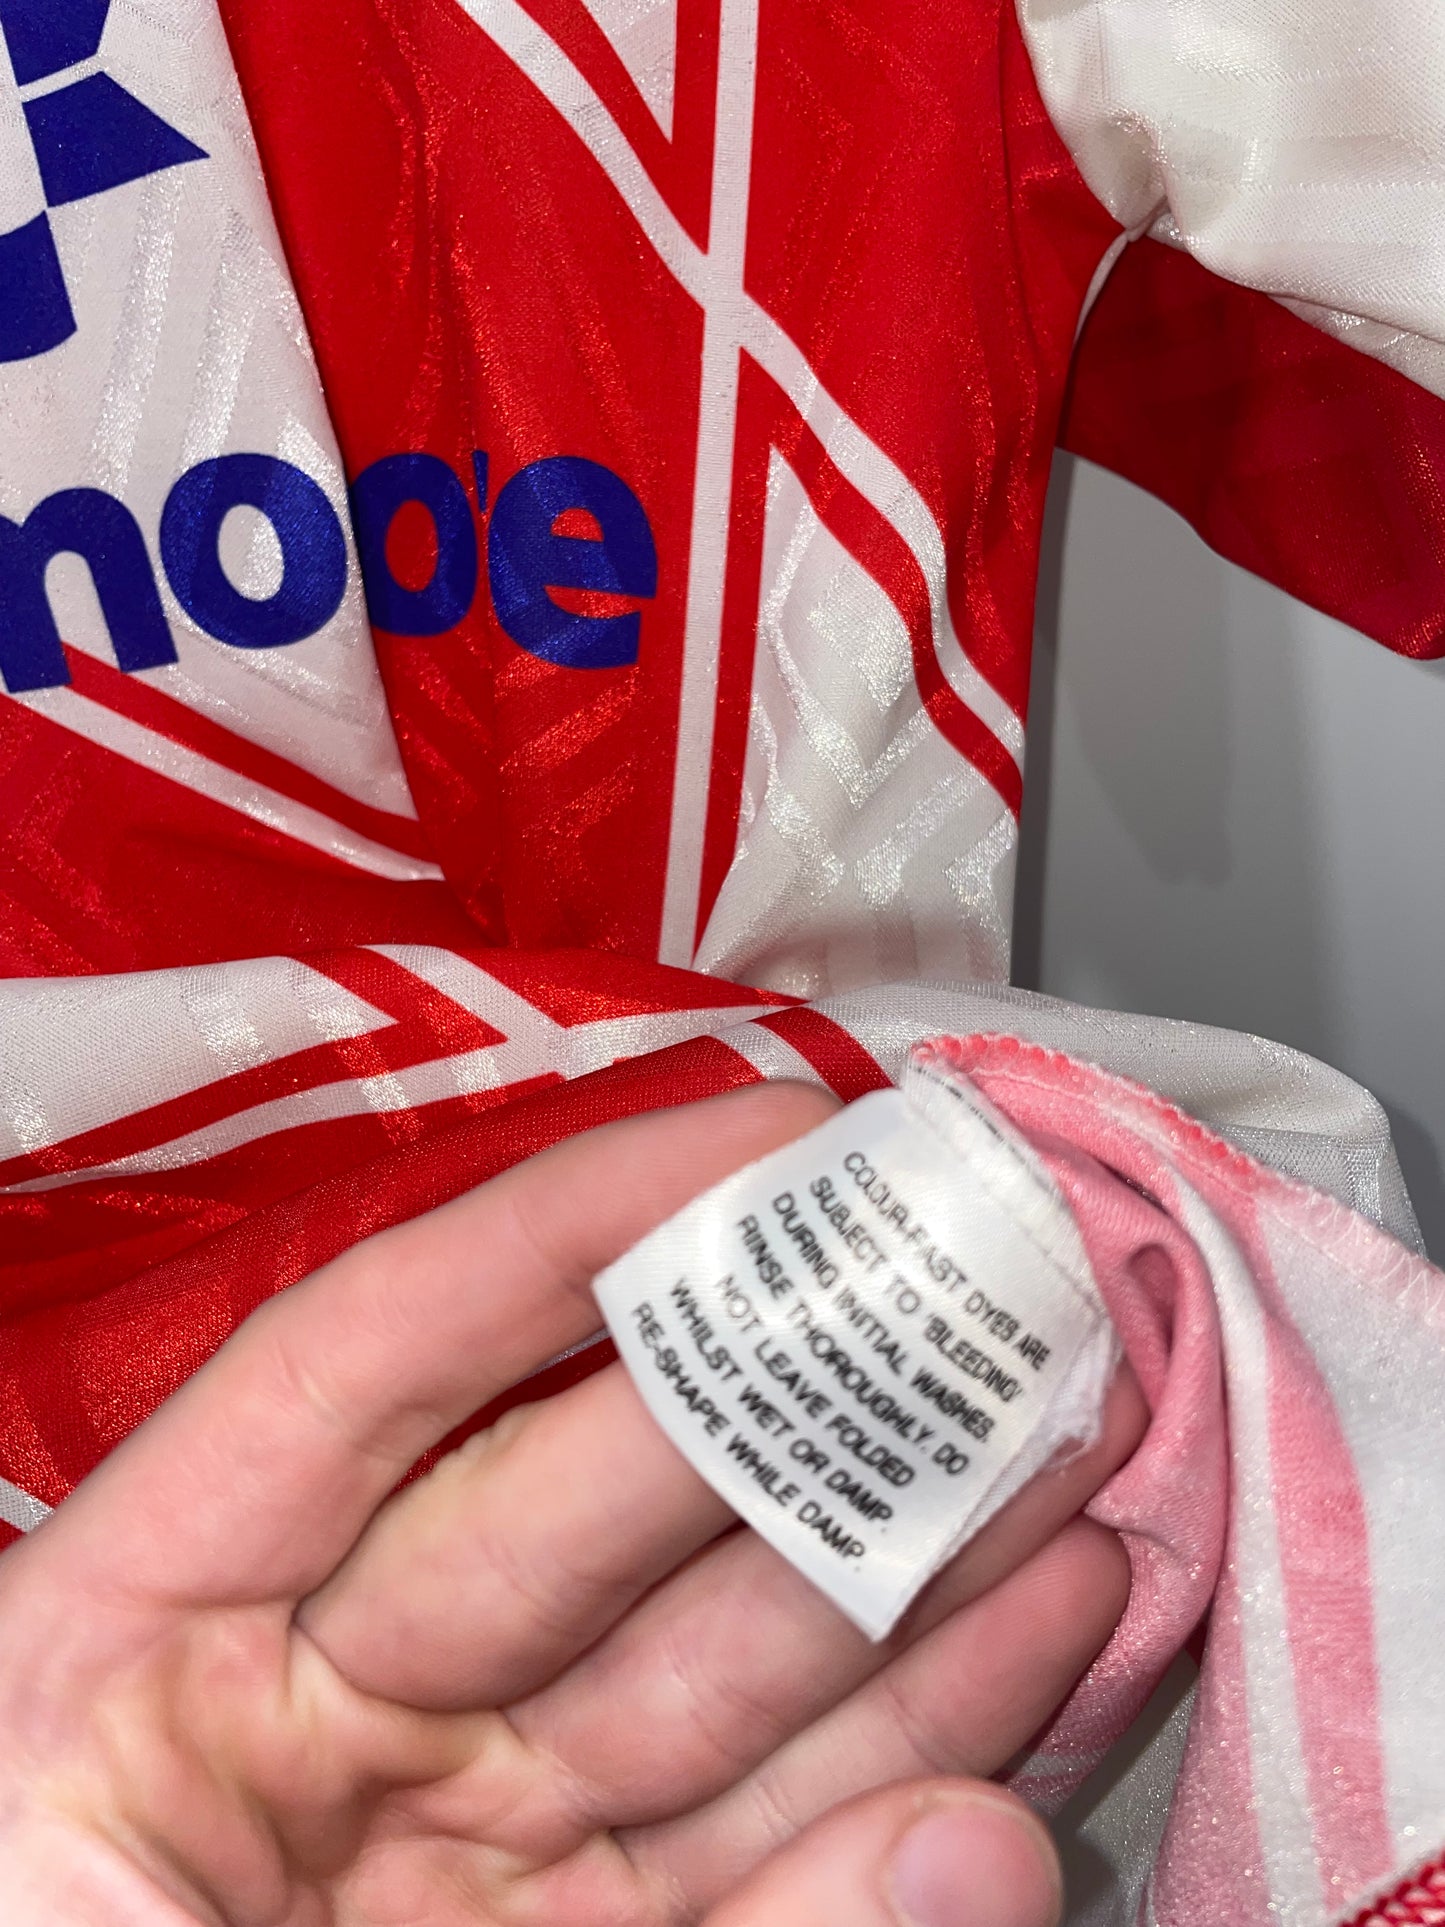 COLOUR-FAST DYES ARE
SUBJECT TO 'BLEEDING'
DURING INITIAL WASHES.
RINSE THOROUGHLY. DO
NOT LEAVE FOLDED
WHILST WET OR DAMP.
RE-SHAPE WHILE DAMP.